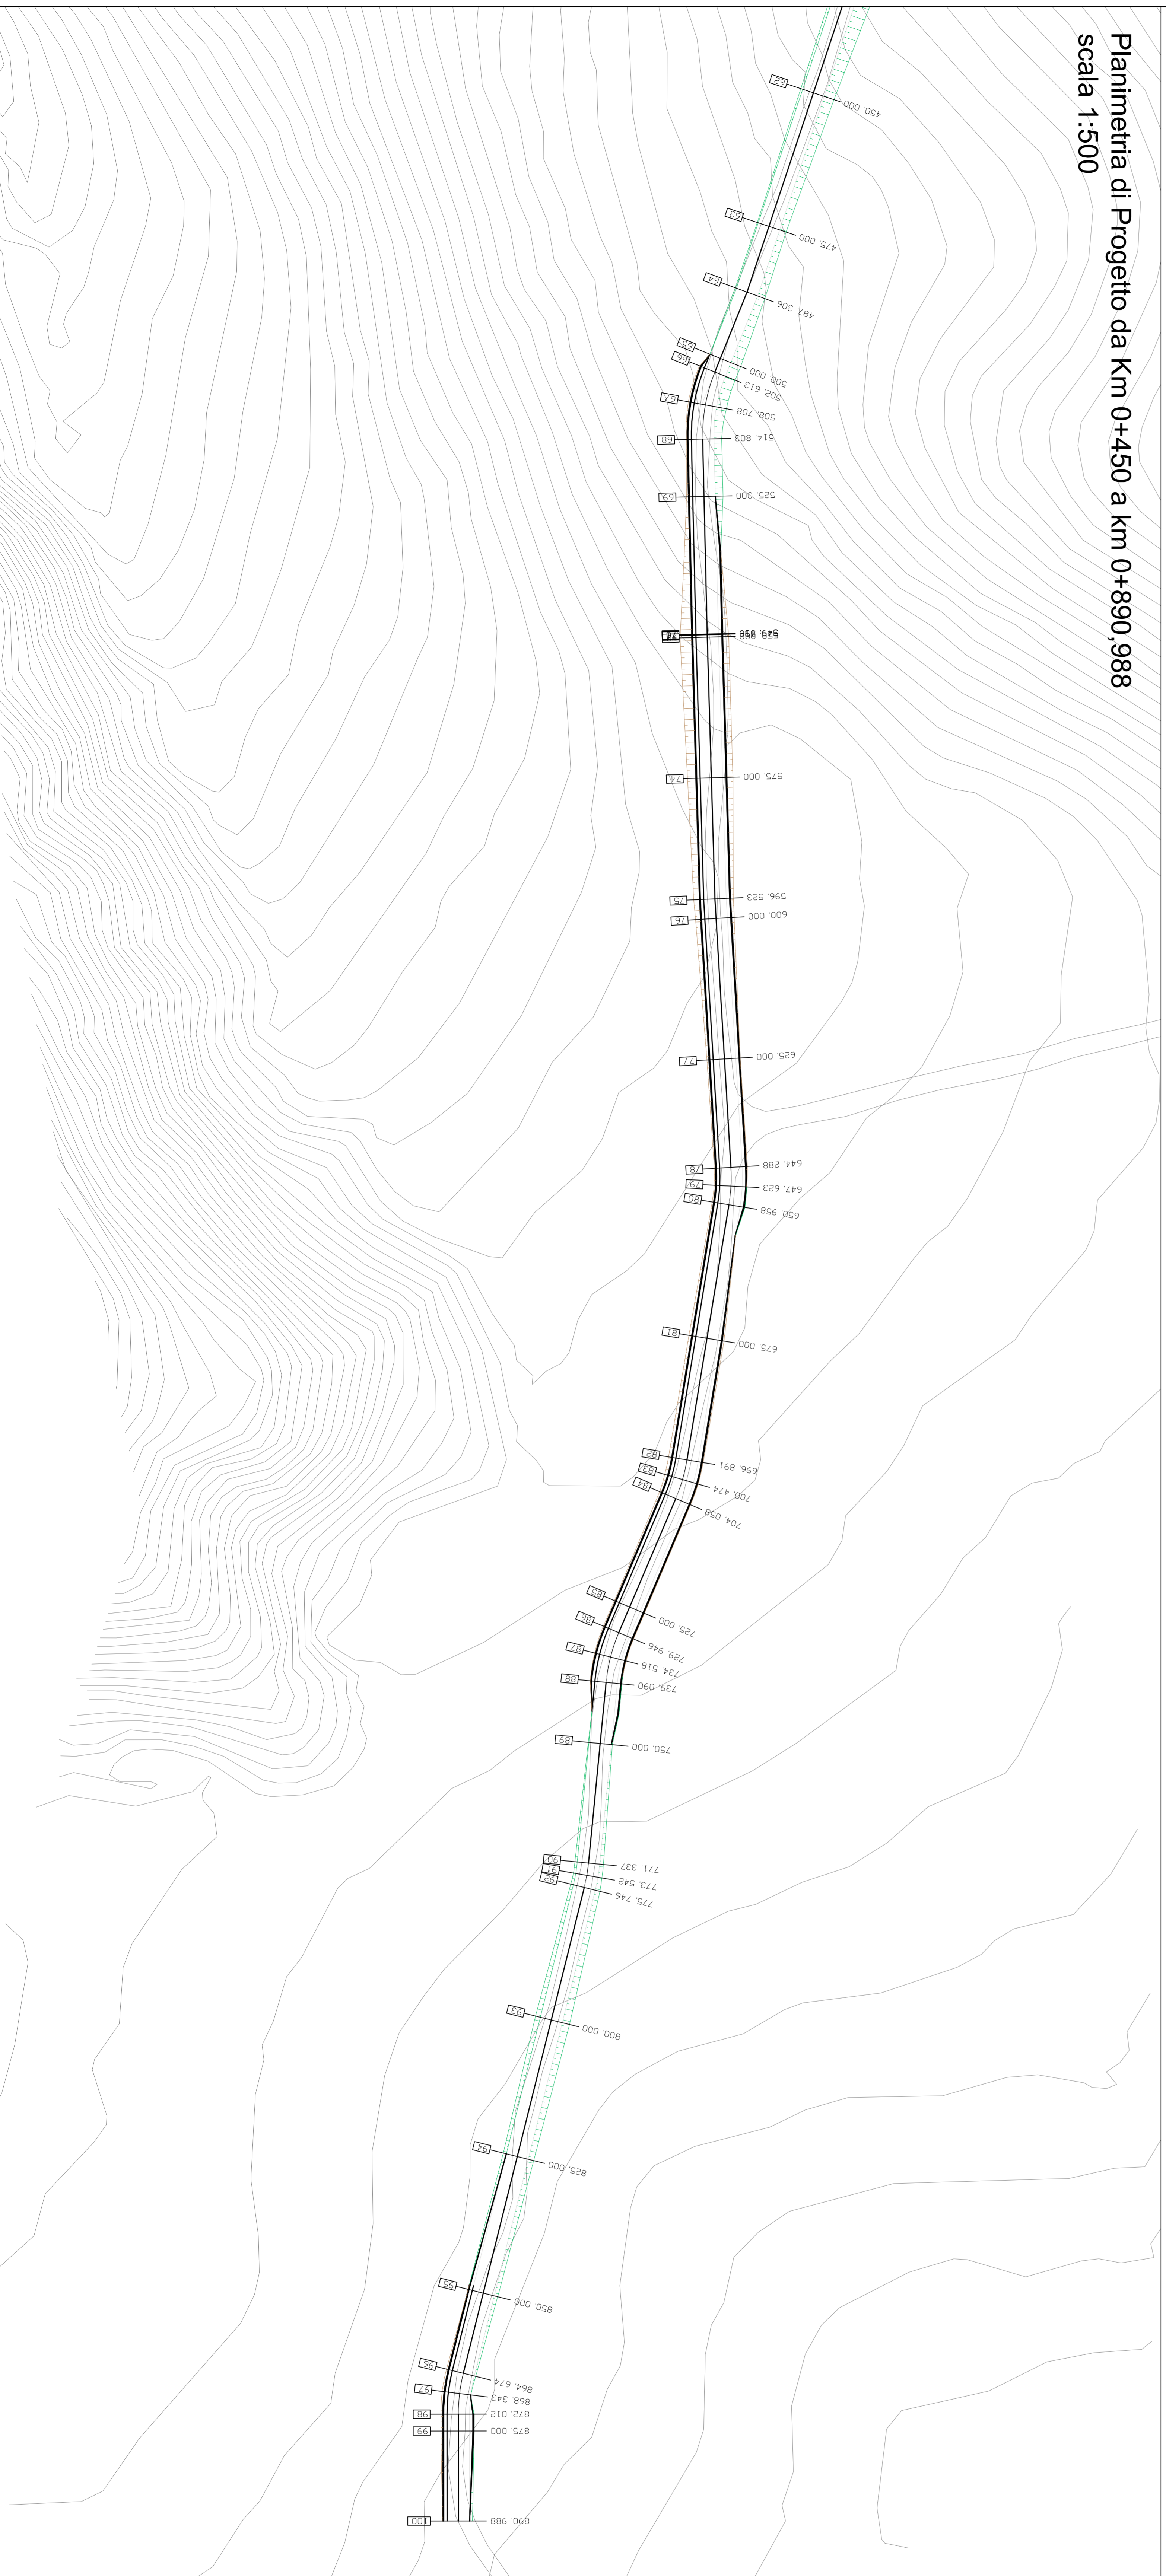 Planimetria di Progetto da Km 0+450 a km 0+890,988
scala 1:500
62 450. 000
63 475. 000
64 487. 306
65 500. 000
66 502. 613
67 508. 708
68 514. 803
69 525. 000
74 575. 000
75 596. 523
76 600. 000
77 625. 000
78 644. 288
79 647. 623
80 650. 958
81 675. 000
82 696. 891
83 700. 474
84 704. 058
85 725. 000
86 729. 946
87 734. 518
88 739. 090
89 750. 000
90 771. 337
91 773. 542
92 775. 746
93 800. 000
94 825. 000
95 850. 000
96 864. 674
97 868. 343
98 872. 012
99 875. 000
100 890. 988